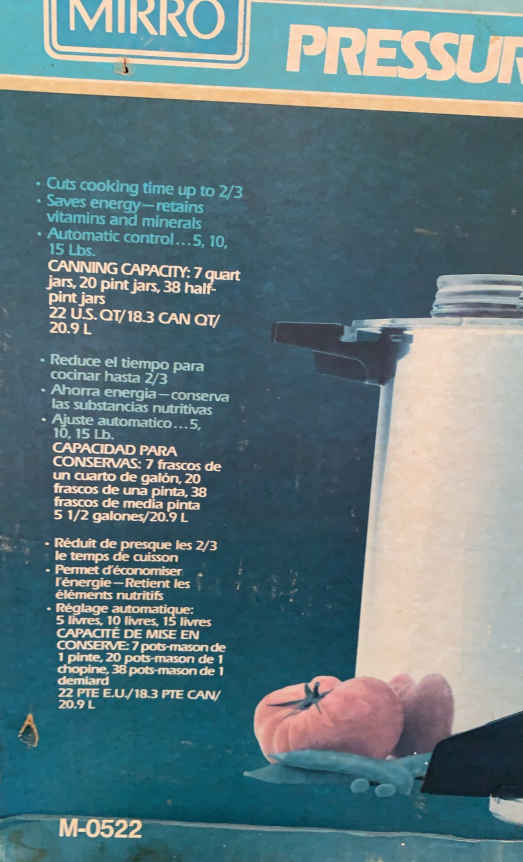 MIRRO
PRESSUR
• Cuts cooking time up to 2/3
• Saves energy—retains
vitamins and minerals
• Automatic control...5, 10,
15 Lbs.
CANNING CAPACITY: 7 quart
jars, 20 pint jars, 38 half-
pint jars
22 U.S. QT/18.3 CAN QT/
20.9 L
• Reduce el tiempo para
cocinar hasta 2/3
• Ahorra energia—conserva
las substancias nutritivas
• Ajuste automatico...5,
10, 15 Lb.
CAPACIDAD PARA
CONSERVAS: 7 frascos de
un cuarto de galón, 20
frascos de una pinta, 38
frascos de media pinta
5 1/2 galones/20.9 L
• Réduit de presque les 2/3
le temps de cuisson
• Permet d'économiser
l'énergie—Retient les
éléments nutritifs
• Réglage automatique:
5 livres, 10 livres, 15 livres
CAPACITÉ DE MISE EN
CONSERVE: 7 pots-mason de
1 pinte, 20 pots-mason de 1
chopine, 38 pots-mason de 1
demiard
22 PTE E.U./18.3 PTE CAN/
20.9 L
M-0522